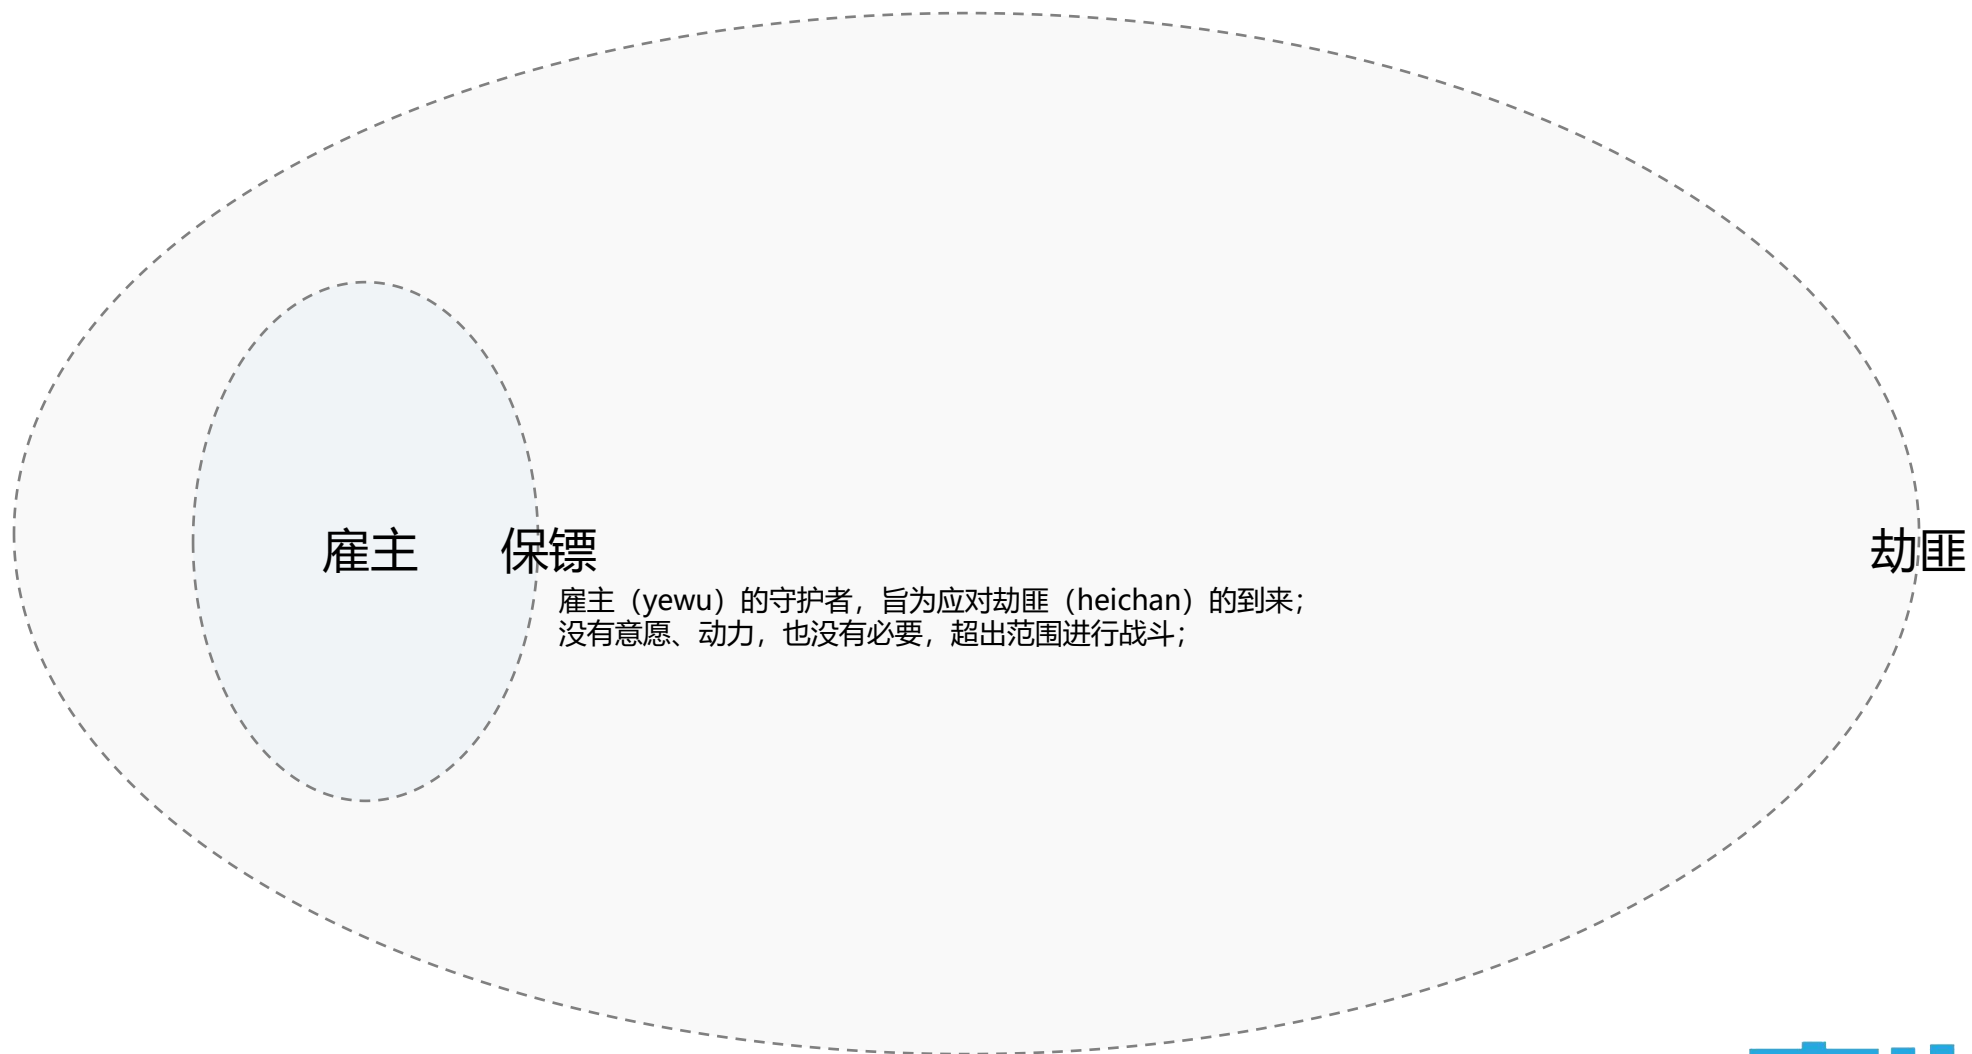 雇主
保镖
劫匪
雇主（yewu）的守护者，旨为应对劫匪（heichan）的到来；
没有意愿、动力，也没有必要，超出范围进行战斗；